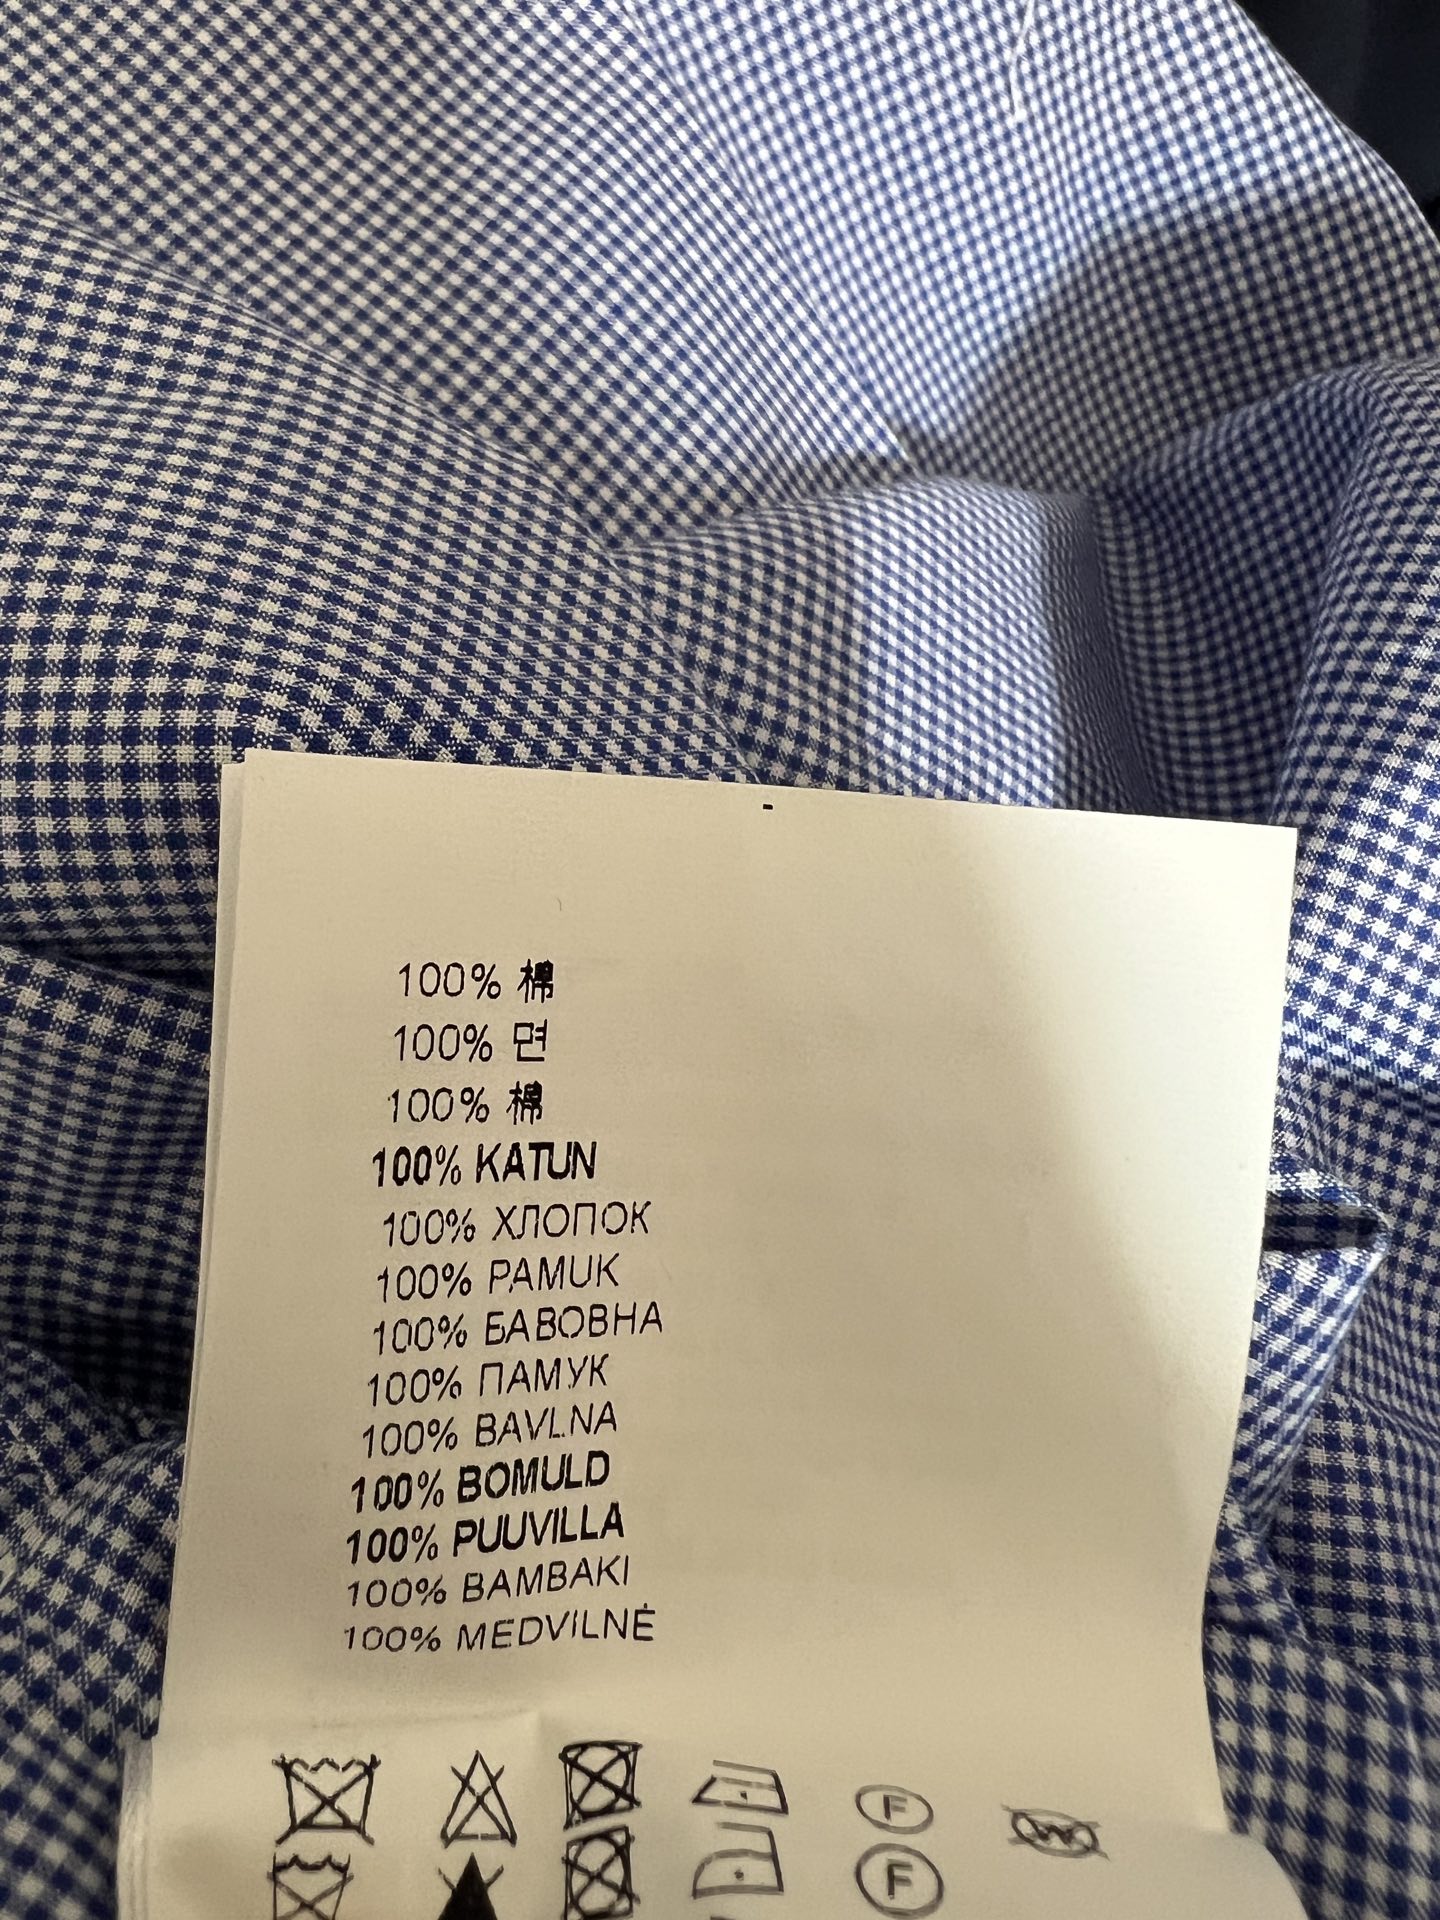 100% 棉
100% 면
100% 棉
100% KATUN
100% ХЛОПОК
100% PAMUK
100% БАВОВНА
100% ПАМУК
100% BAVLNA
100% BOMULD
100% PUUVILLA
100% BAMBAKI
100% MEDVILNĖ
F
W
F